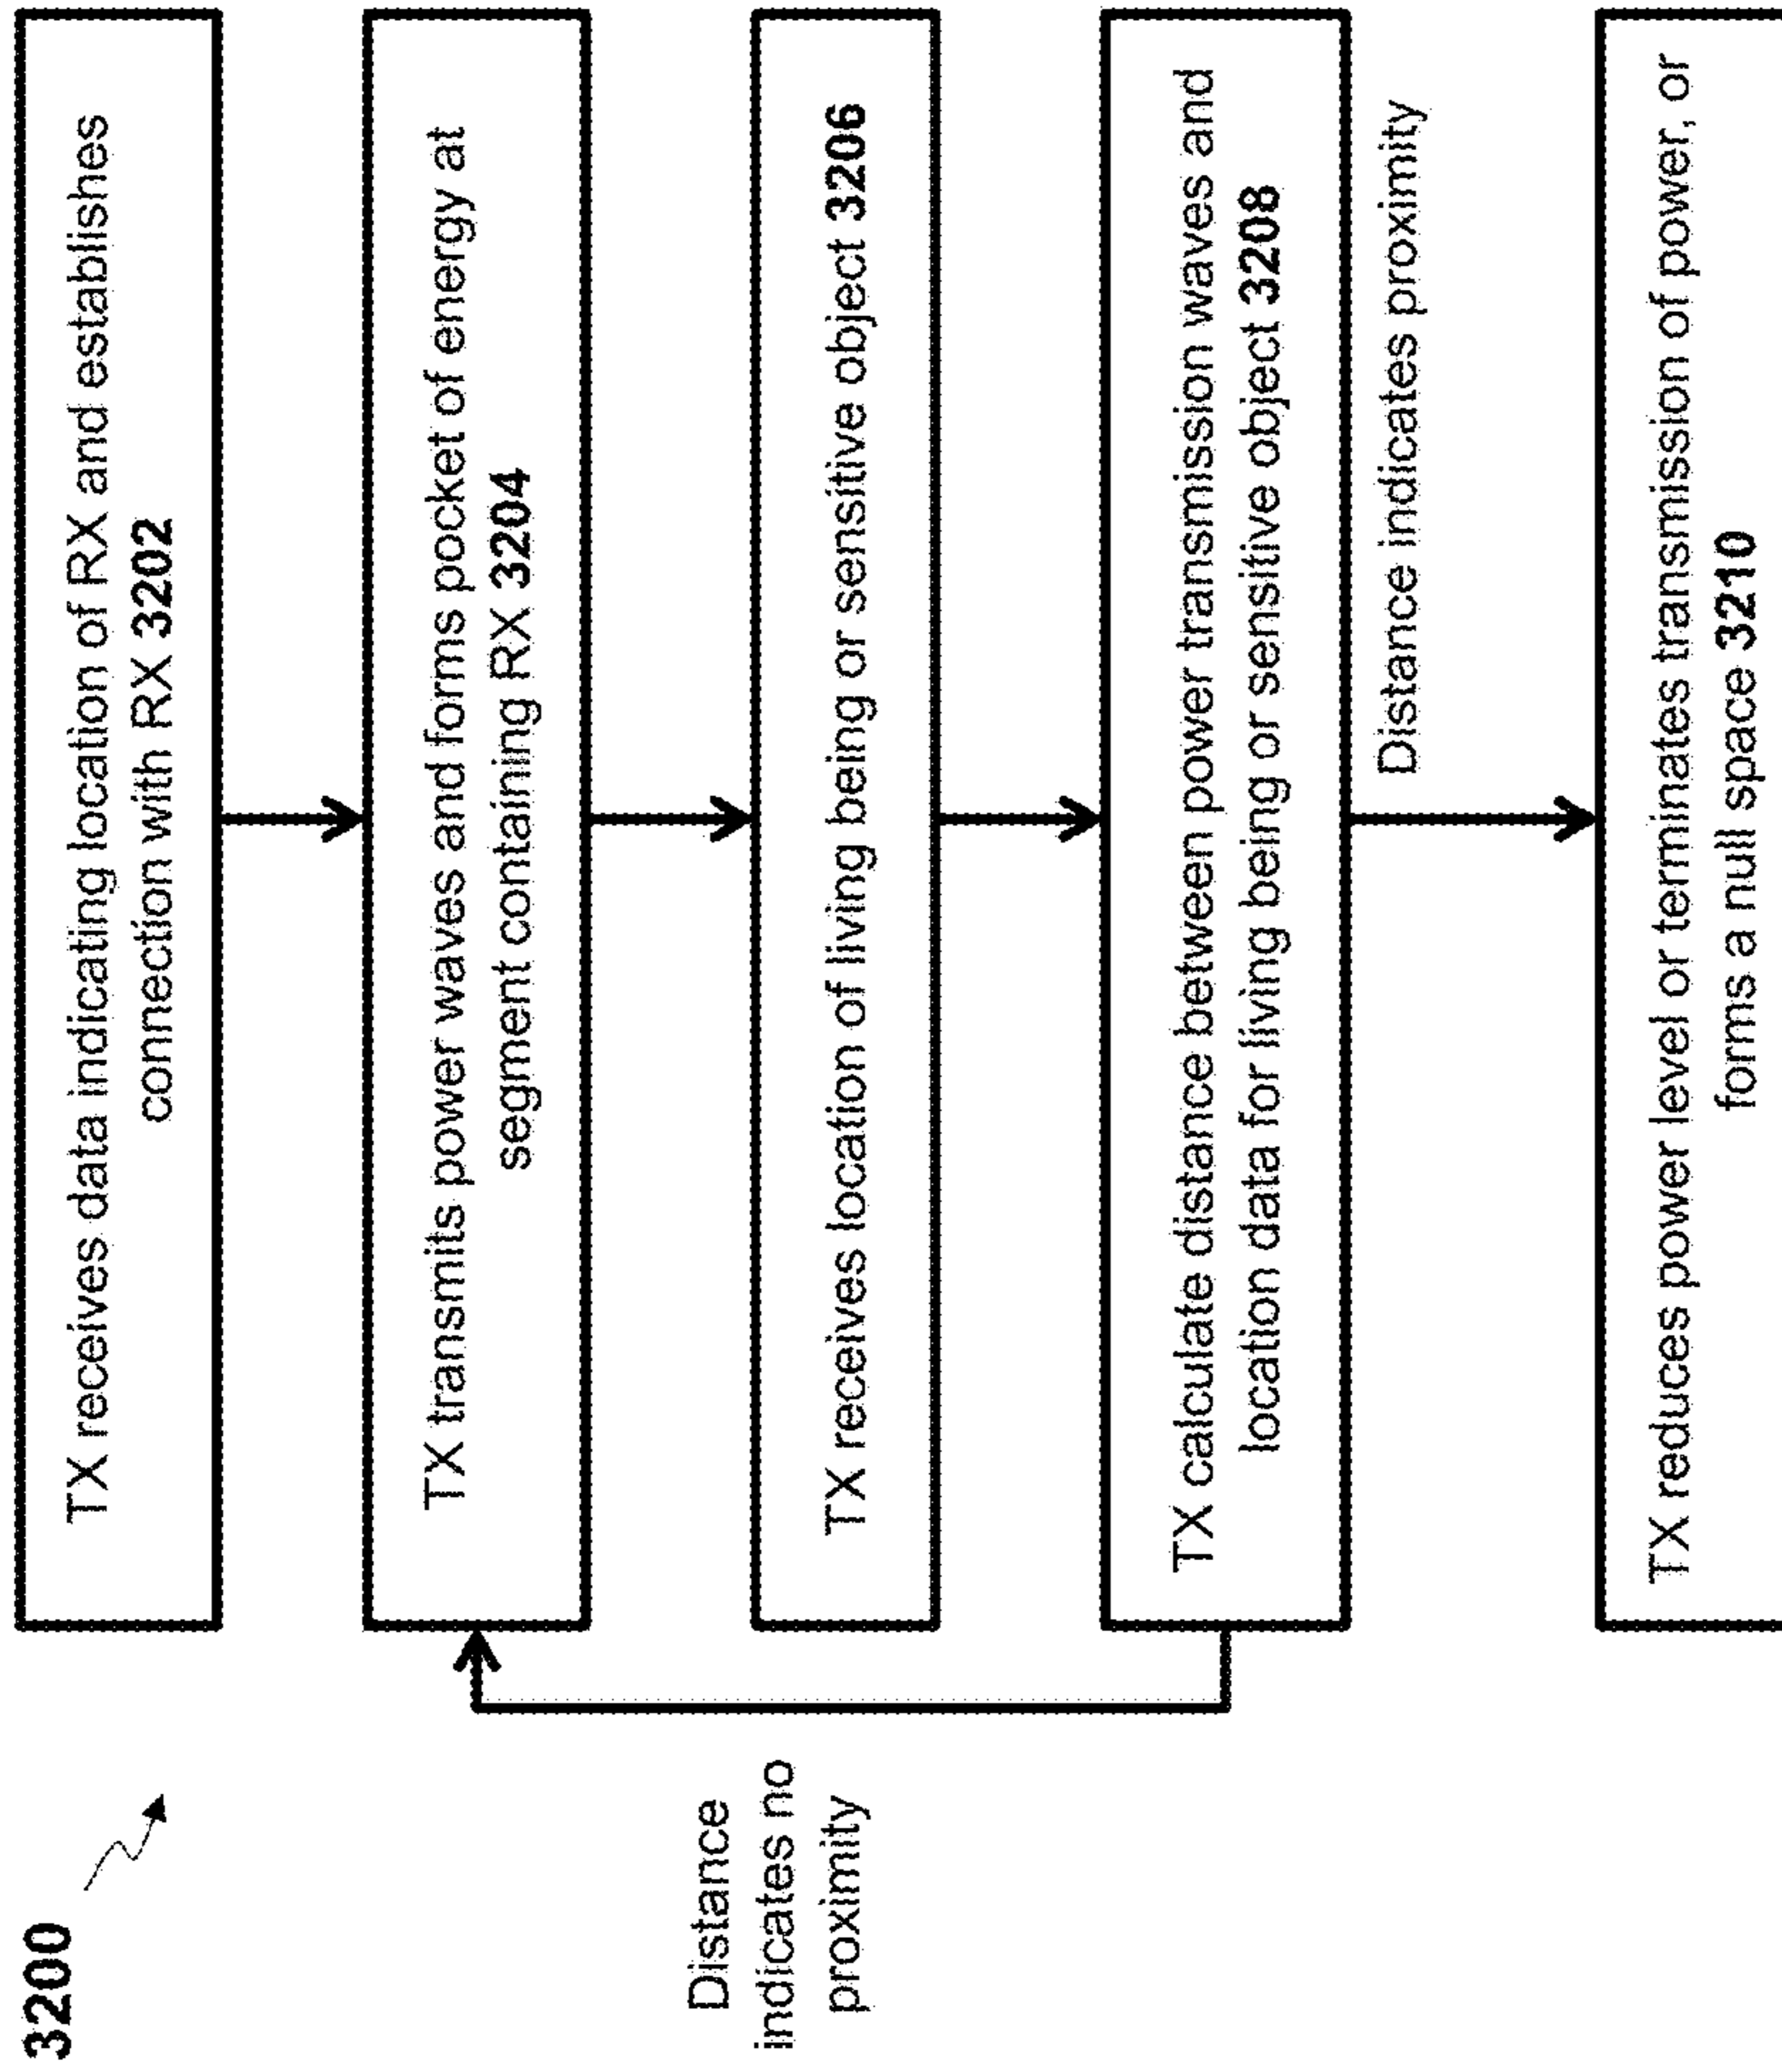 3200
TX receives data indicating location of RX and establishes
connection with RX 3202
TX transmits power waves and forms pocket of energy at
segment containing RX 3204
TX receives location of living being or sensitive object 3206
TX calculate distance between power transmission waves and
location data for living being or sensitive object 3208
Distance
indicates no
proximity
Distance indicates proximity
TX reduces power level or terminates transmission of power, or
forms a null space 3210